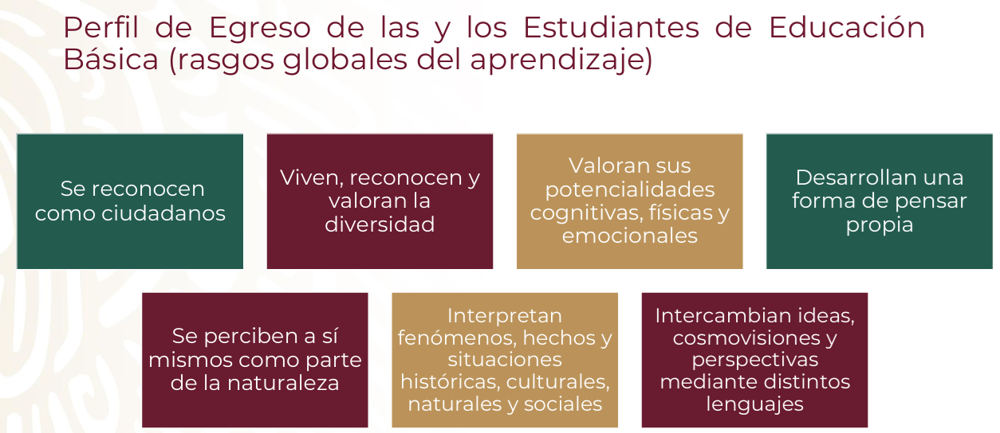 Perfil de Egreso de las y los Estudiantes de Educación
Básica (rasgos globales del aprendizaje)
Se reconocen
como ciudadanos
Viven, reconocen y
valoran la
diversidad
Valoran sus
potencialidades
cognitivas, físicas y
emocionales
Desarrollan una
forma de pensar
propia
Se perciben a sí
mismos como parte
de la naturaleza
Interpretan
fenómenos, hechos y
situaciones
históricas, culturales,
naturales y sociales
Intercambian ideas,
cosmovisiones y
perspectivas
mediante distintos
lenguajes